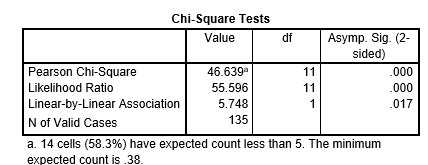 Chi-Square Tests
Value df Asymp. Sig. (2-
sided)
Pearson Chi-Square 46.639a 11 .000
Likelihood Ratio 55.596 11 .000
Linear-by-Linear Association 5.748 1 .017
N of Valid Cases 135
a. 14 cells (58.3%) have expected count less than 5. The minimum
expected count is .38.